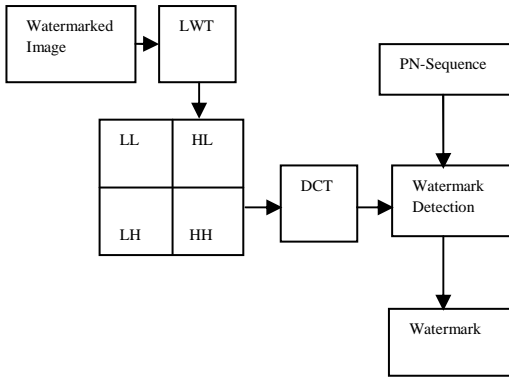 Watermarked
Image
LWT
PN-Sequence
LL HL
LH HH
DCT
Watermark
Detection
Watermark